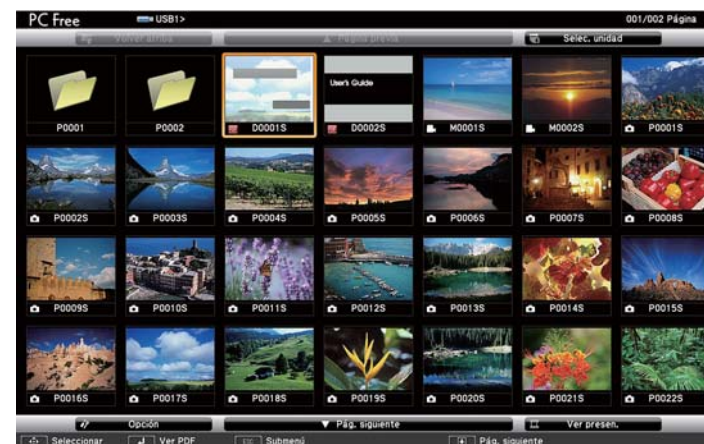 PC Free USB1> 001/002 Página
Volver arriba ▲ Página previa Selec. unidad
User's Guide
P0001 P0002 D0001S D0002S M0001S M0002S P0001S
P0002S P0003S P0004S P0005S P0006S P0007S P0008S
P0009S P0010S P0011S P0012S P0013S P0014S P0015S
P0016S P0017S P0018S P0019S P0020S P0021S P0022S
Opción ▼ Pág. siguiente Ver presen.
Seleccionar Ver PDF ESC Submenú Pág. siguiente